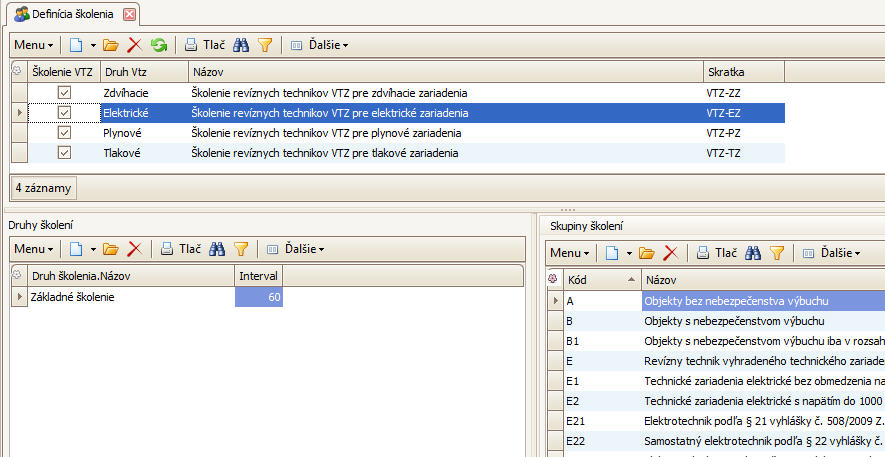 Definícia školenia
Menu Tlač Ďalšie
Školenie VTZ Druh Vtz Názov Skratka
Zdvíhacie Školenie revíznych technikov VTZ pre zdvíhacie zariadenia VTZ-ZZ
Elektrické Školenie revíznych technikov VTZ pre elektrické zariadenia VTZ-EZ
Plynové Školenie revíznych technikov VTZ pre plynové zariadenia VTZ-PZ
Tlakové Školenie revíznych technikov VTZ pre tlakové zariadenia VTZ-TZ
4 záznamy
Druhy školení
Menu Tlač Ďalšie
Druh školenia.Názov Interval
Základné školenie 60
Skupiny školení
Menu Tlač Ďalšie
Kód Názov
A Objekty bez nebezpečenstva výbuchu
B Objekty s nebezpečenstvom výbuchu
B1 Objekty s nebezpečenstvom výbuchu iba v rozsah
E Revízny technik vyhradeného technického zariade
E1 Technické zariadenia elektrické bez obmedzenia na
E2 Technické zariadenia elektrické s napätím do 1000
E21 Elektrotechnik podľa § 21 vyhlášky č. 508/2009 Z.
E22 Samostatný elektrotechnik podľa § 22 vyhlášky č.